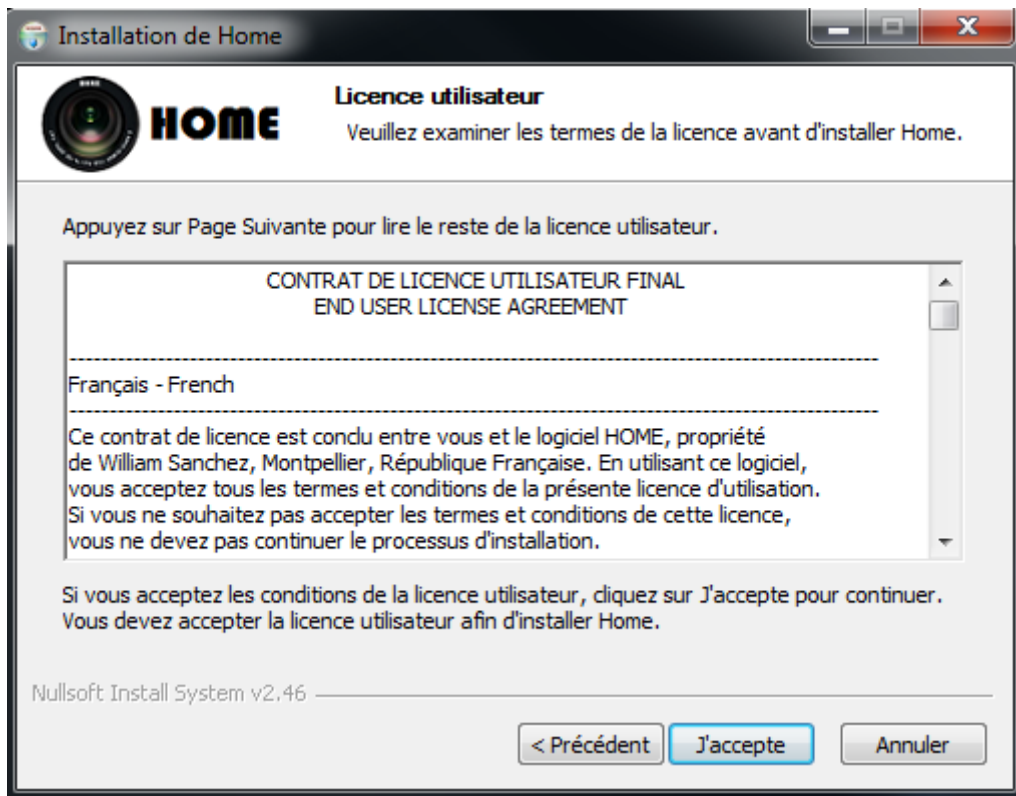 Installation de Home
HOME
Licence utilisateur
Veuillez examiner les termes de la licence avant d'installer Home.
Appuyez sur Page Suivante pour lire le reste de la licence utilisateur.
CONTRAT DE LICENCE UTILISATEUR FINAL
END USER LICENSE AGREEMENT
Français - French
Ce contrat de licence est conclu entre vous et le logiciel HOME, propriété
de William Sanchez, Montpellier, République Française. En utilisant ce logiciel,
vous acceptez tous les termes et conditions de la présente licence d'utilisation.
Si vous ne souhaitez pas accepter les termes et conditions de cette licence,
vous ne devez pas continuer le processus d'installation.
Si vous acceptez les conditions de la licence utilisateur, cliquez sur J'accepte pour continuer.
Vous devez accepter la licence utilisateur afin d'installer Home.
Nullsoft Install System v2.46
< Précédent
J'accepte
Annuler